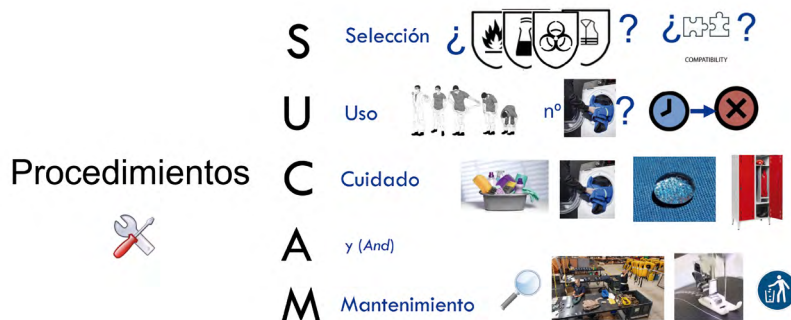 Procedimientos
S Selección ¿ ? ¿ ?
COMPATIBILITY
U Uso nº ?
C Cuidado
A y (And)
M Mantenimiento